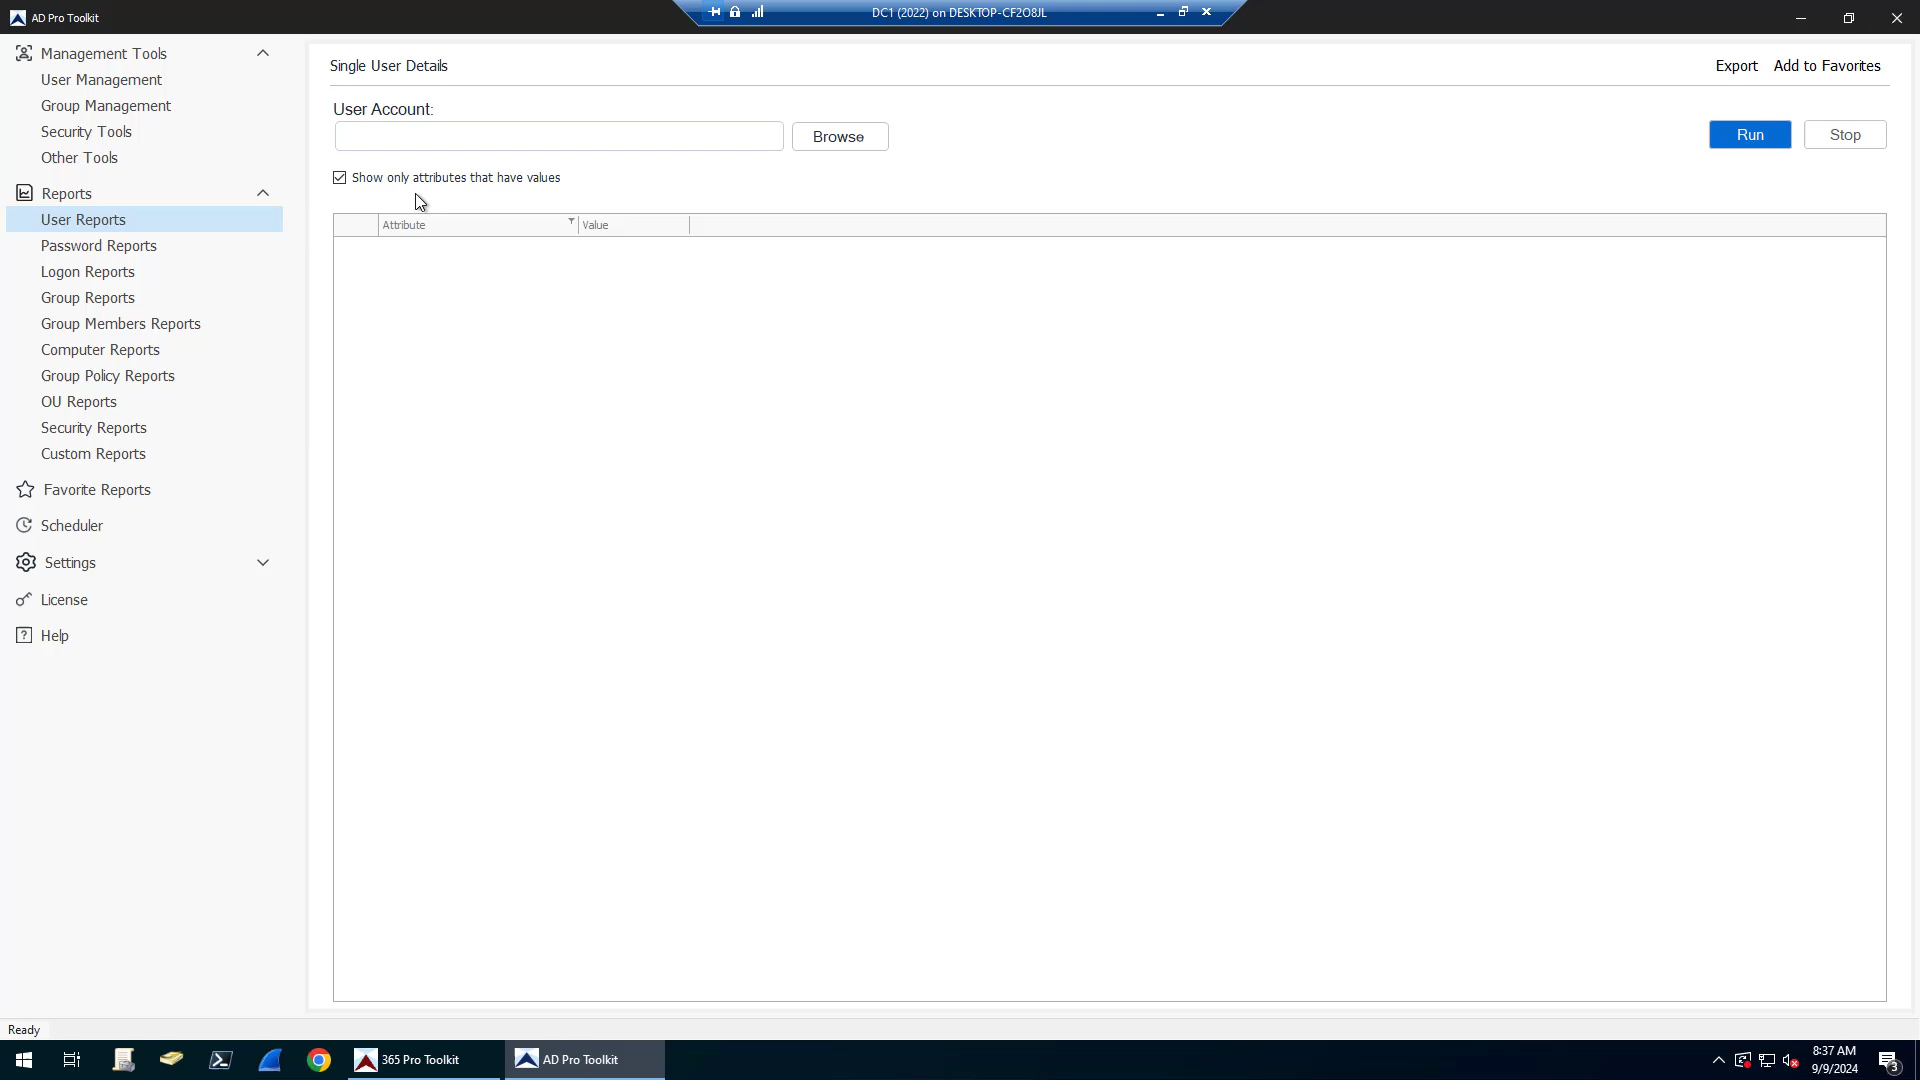 AD Pro Toolkit
DC1 (2022) on DESKTOP-CF2O8JL
Management Tools
User Management
Group Management
Security Tools
Other Tools
Reports
User Reports
Password Reports
Logon Reports
Group Reports
Group Members Reports
Computer Reports
Group Policy Reports
OU Reports
Security Reports
Custom Reports
Favorite Reports
Scheduler
Settings
License
Help
Single User Details
Export Add to Favorites
User Account:
Browse
Run Stop
Show only attributes that have values
Attribute Value
Ready
365 Pro Toolkit
AD Pro Toolkit
8:37 AM
9/9/2024
3